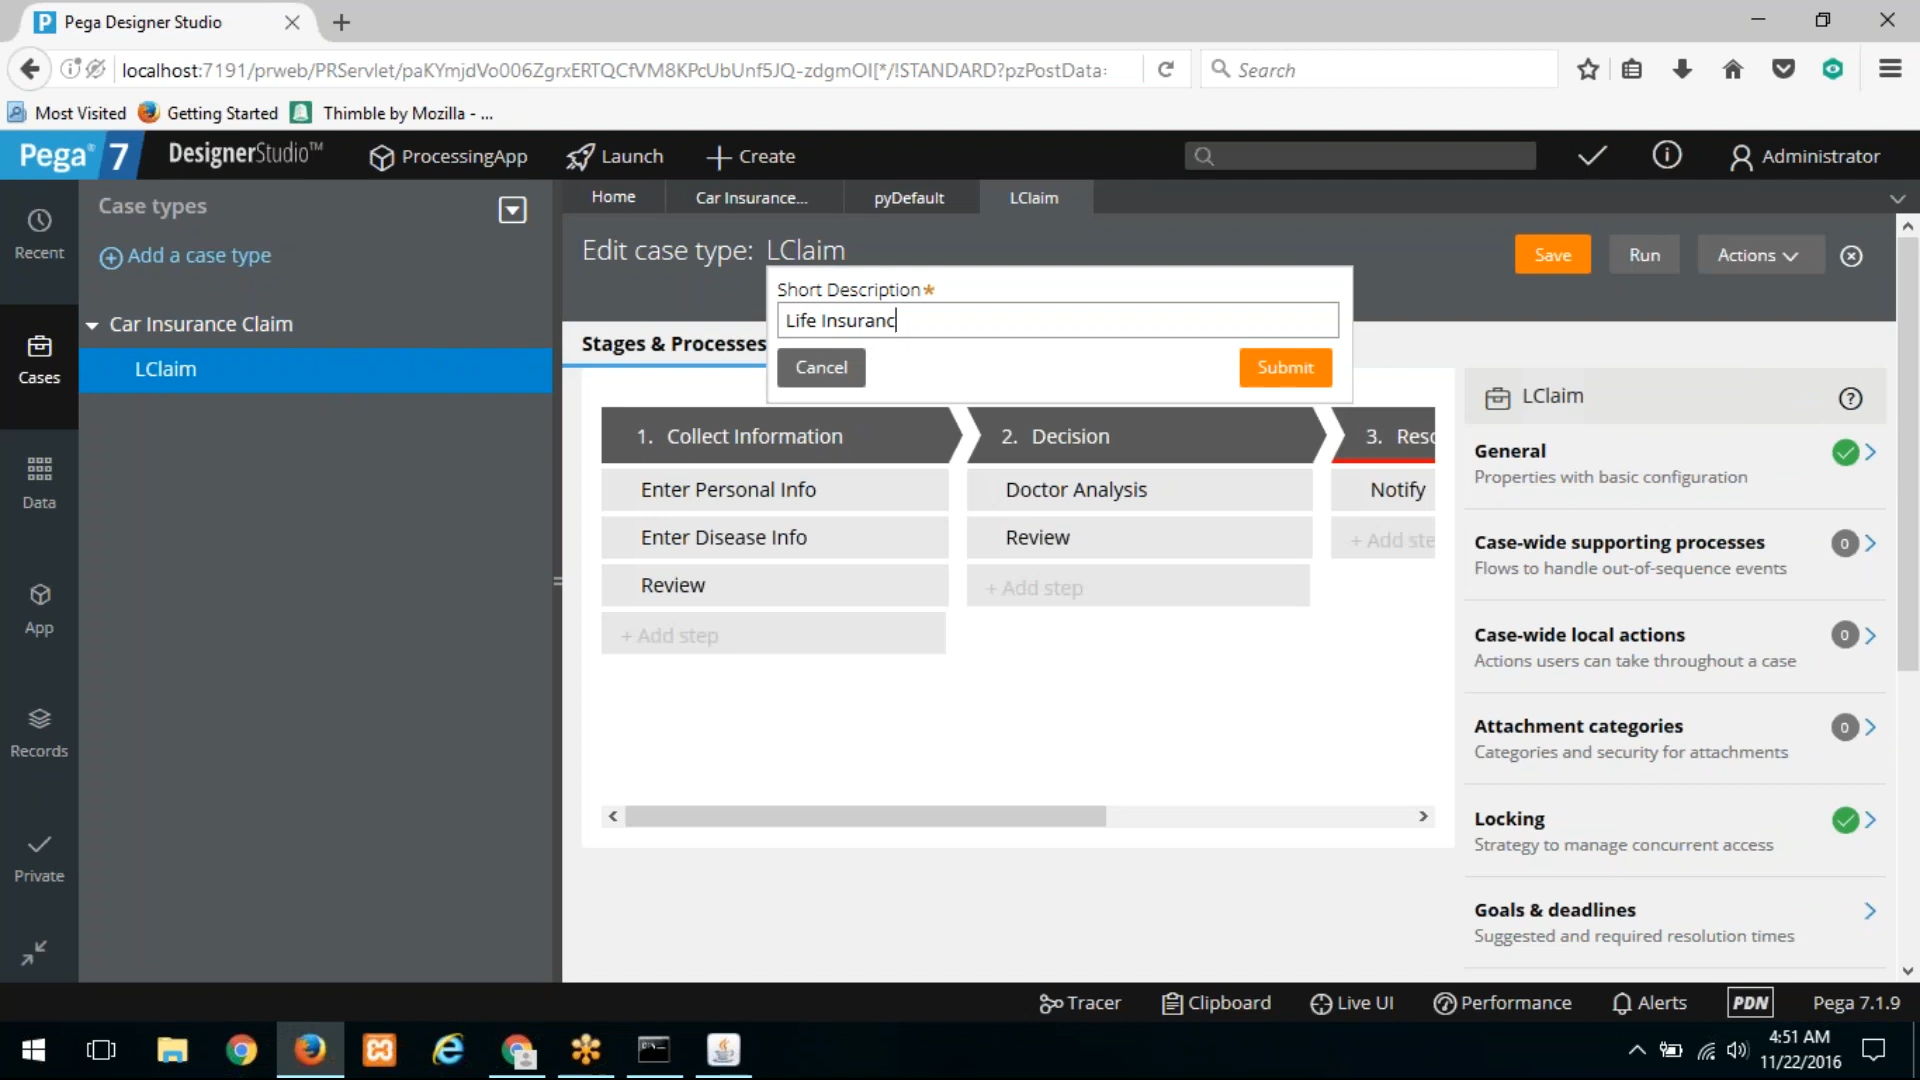 Pega Designer Studio
localhost:7191/prweb/PRServlet/paKYmjdVo006ZgrxERTQCfVM8KPcUbUnf5JQ-zdgmOI[*/!STANDARD?pzPostData:
Search
Most Visited
Getting Started
Thimble by Mozilla - ...
Pega® 7
DesignerStudio™
ProcessingApp
Launch
Create
Administrator
Case types
Add a case type
Car Insurance Claim
LClaim
Recent
Cases
Data
App
Records
Private
Home
Car Insurance...
pyDefault
LClaim
Edit case type: LClaim
Save
Run
Actions
Short Description*
Life Insuranc
Cancel
Submit
Stages & Processes
1. Collect Information
Enter Personal Info
Enter Disease Info
Review
+ Add step
2. Decision
Doctor Analysis
Review
+ Add step
3. Reso
Notify
+ Add ste
LClaim
General
Properties with basic configuration
Case-wide supporting processes
0
Flows to handle out-of-sequence events
Case-wide local actions
0
Actions users can take throughout a case
Attachment categories
0
Categories and security for attachments
Locking
Strategy to manage concurrent access
Goals & deadlines
Suggested and required resolution times
Tracer
Clipboard
Live UI
Performance
Alerts
PDN
Pega 7.1.9
4:51 AM
11/22/2016